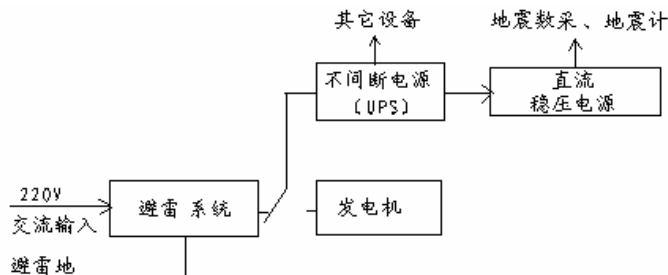 其它设备
地震数采、地震计
不间断电源
(UPS)
直流
稳压电源
220V
交流输入
避雷 系统
发电机
避雷地